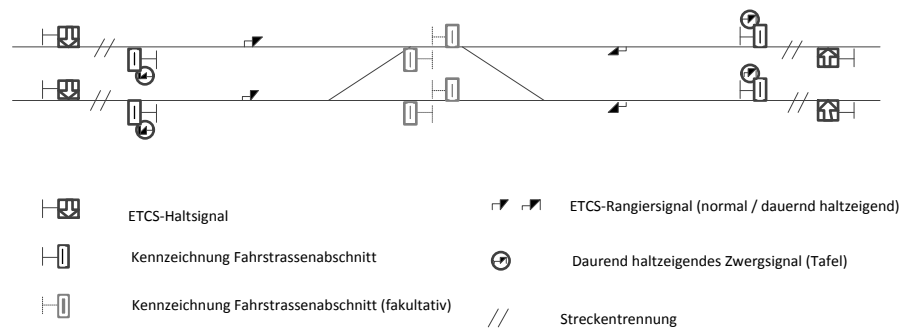 ETCS-Haltsignal
ETCS-Rangiersignal (normal / dauernd haltzeigend)
Kennzeichnung Fahrstrassenabschnitt
Daurend haltzeigendes Zwergsignal (Tafel)
Kennzeichnung Fahrstrassenabschnitt (fakultativ)
Streckentrennung